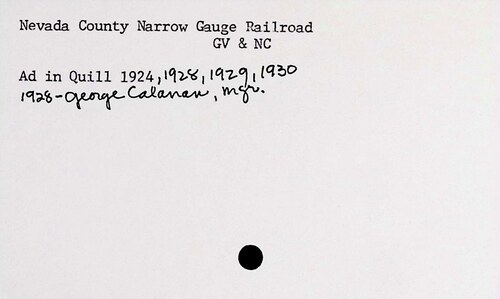 Nevada County Narrow Gauge Railroad
GV & NC
Ad in Quill 1924, 1928, 1929, 1930
1928-George Calanan, mgr.